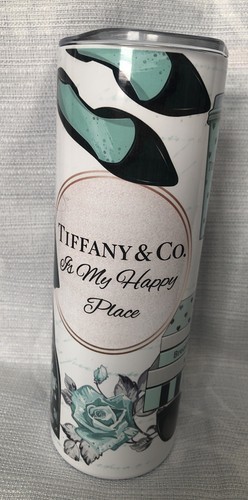 TIFFANY & CO.
Is My Happy
Place